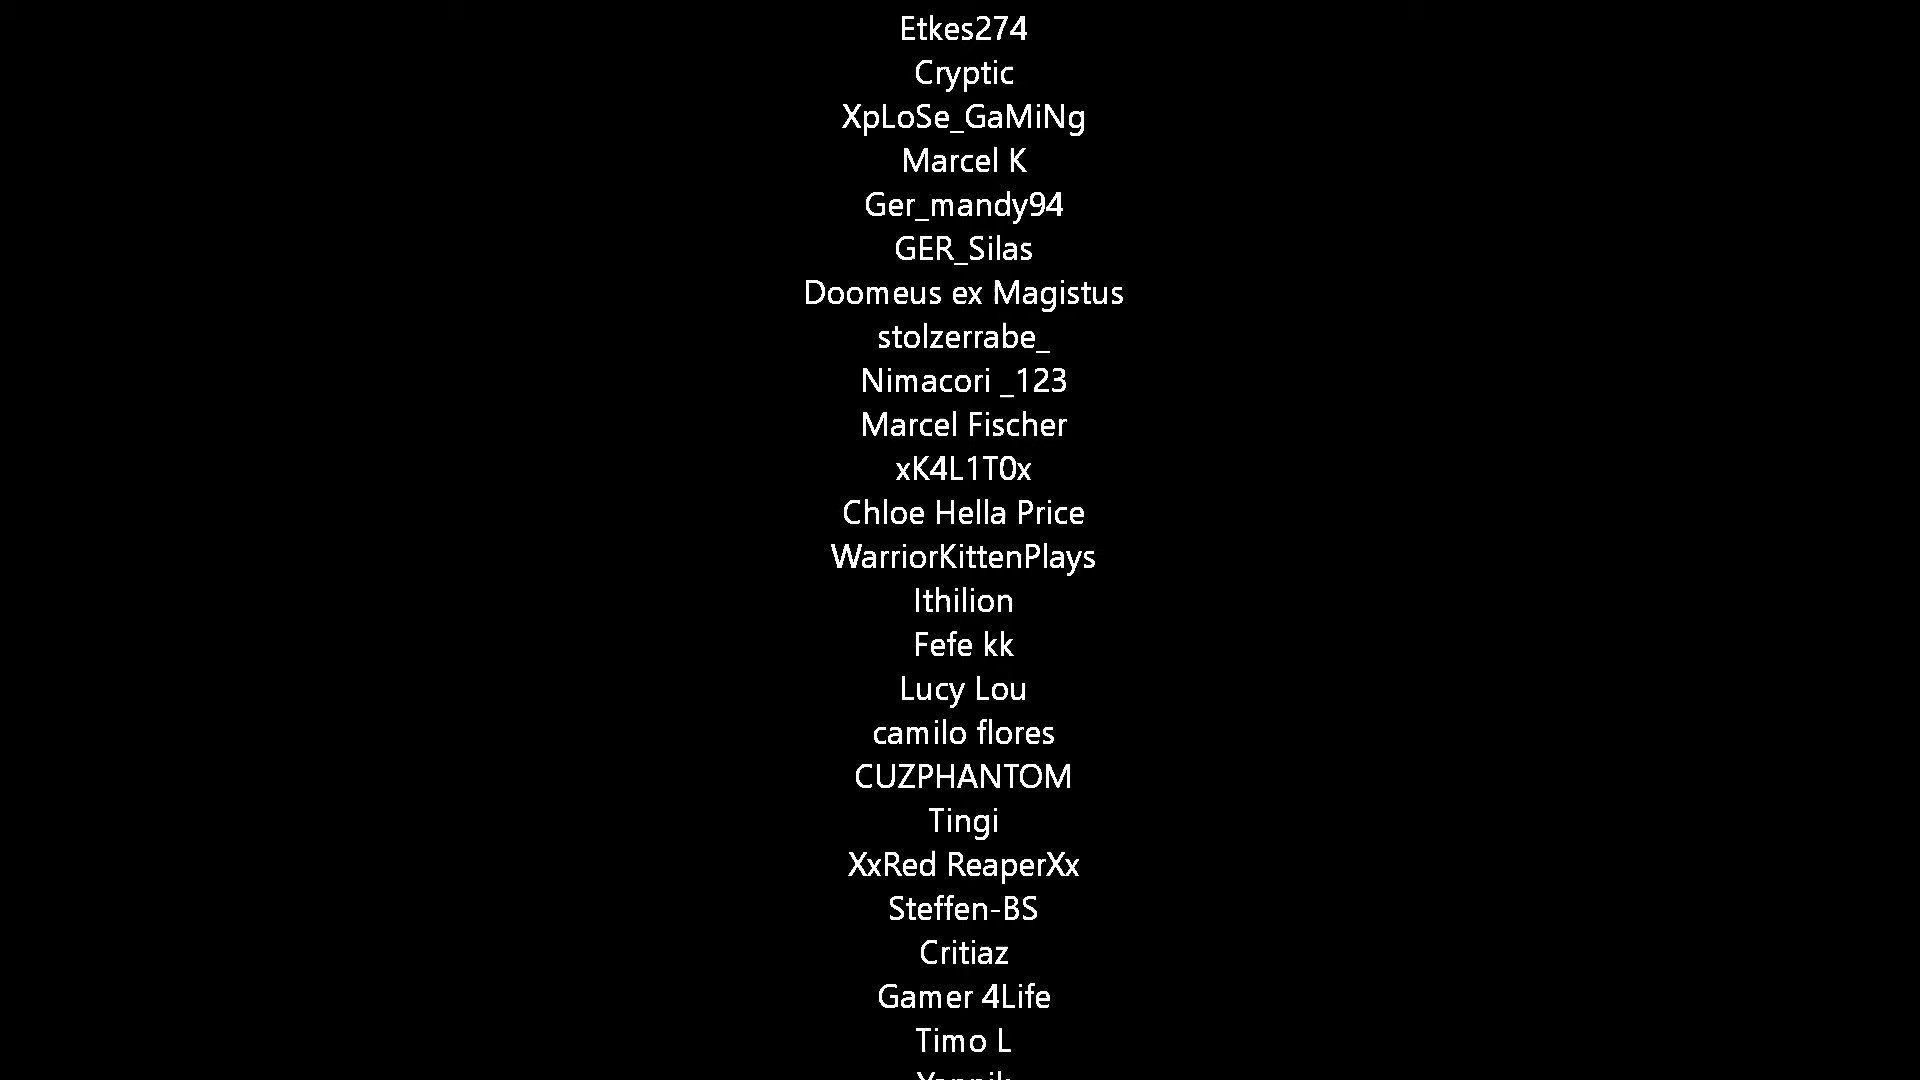 Etkes274
Cryptic
XpLoSe_GaMiNg
Marcel K
Ger_mandy94
GER_Silas
Doomeus ex Magistus
stolzerrabe_
Nimacori _123
Marcel Fischer
xK4L1T0x
Chloe Hella Price
WarriorKittenPlays
Ithilion
Fefe kk
Lucy Lou
camilo flores
CUZPHANTOM
Tingi
XxRed ReaperXx
Steffen-BS
Critiaz
Gamer 4Life
Timo L